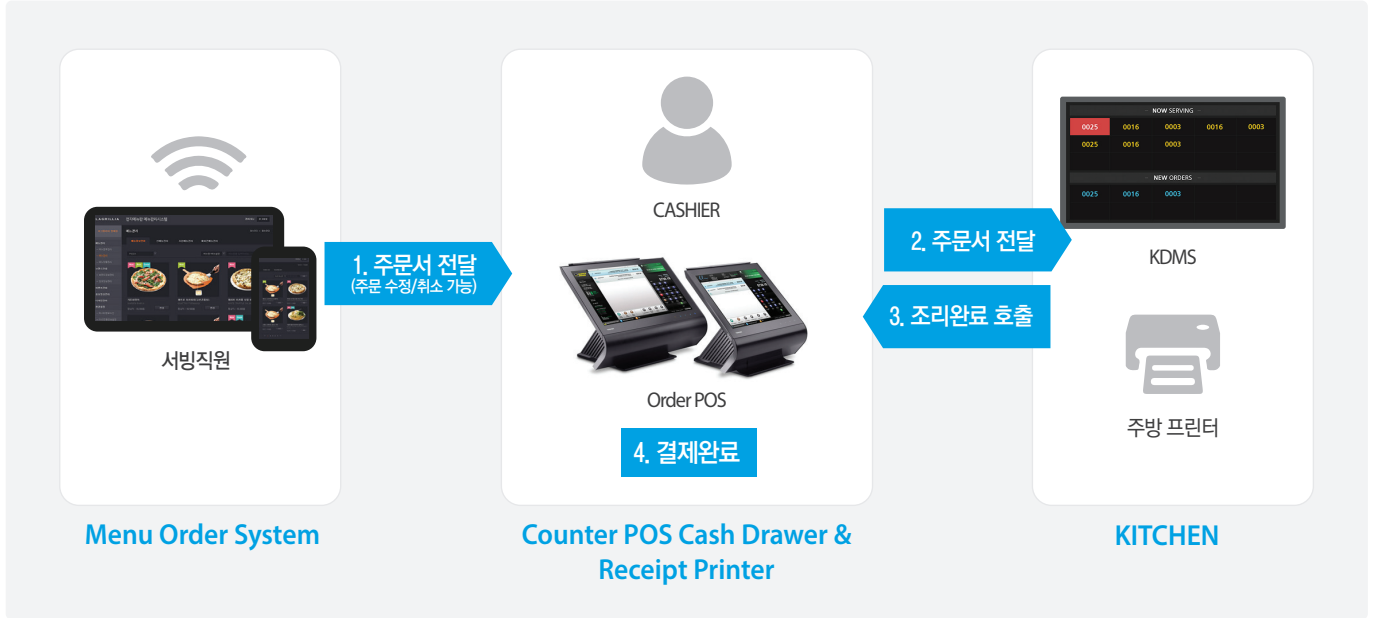 서빙직원
Menu Order System
1. 주문서 전달
(주문 수정/취소 가능)
CASHIER
Order POS
4. 결제완료
Counter POS Cash Drawer &
Receipt Printer
2. 주문서 전달
3. 조리완료 호출
NOW SERVING
0025 0016 0003 0016 0003
0025 0016 0003
NEW ORDERS
0025 0016 0003
KDMS
주방 프린터
KITCHEN